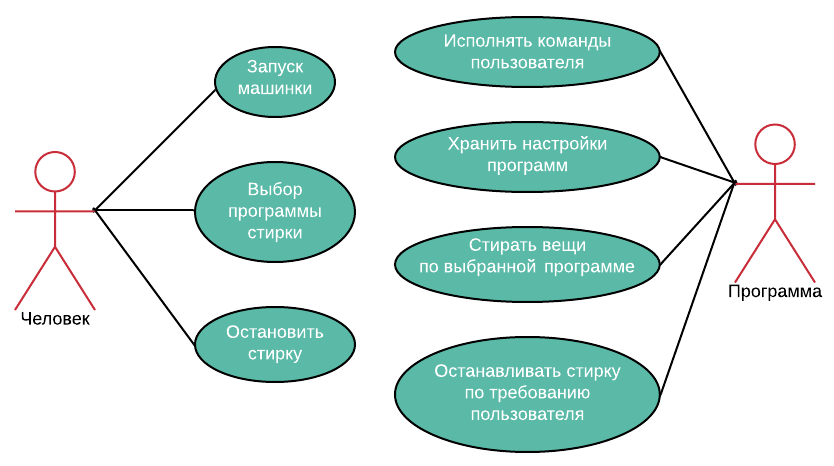 Запуск
машинки
Выбор
программы
стирки
Остановить
стирку
Человек
Исполнять команды
пользователя
Хранить настройки
программ
Стирать вещи
по выбранной программе
Останавливать стирку
по требованию
пользователя
Программа